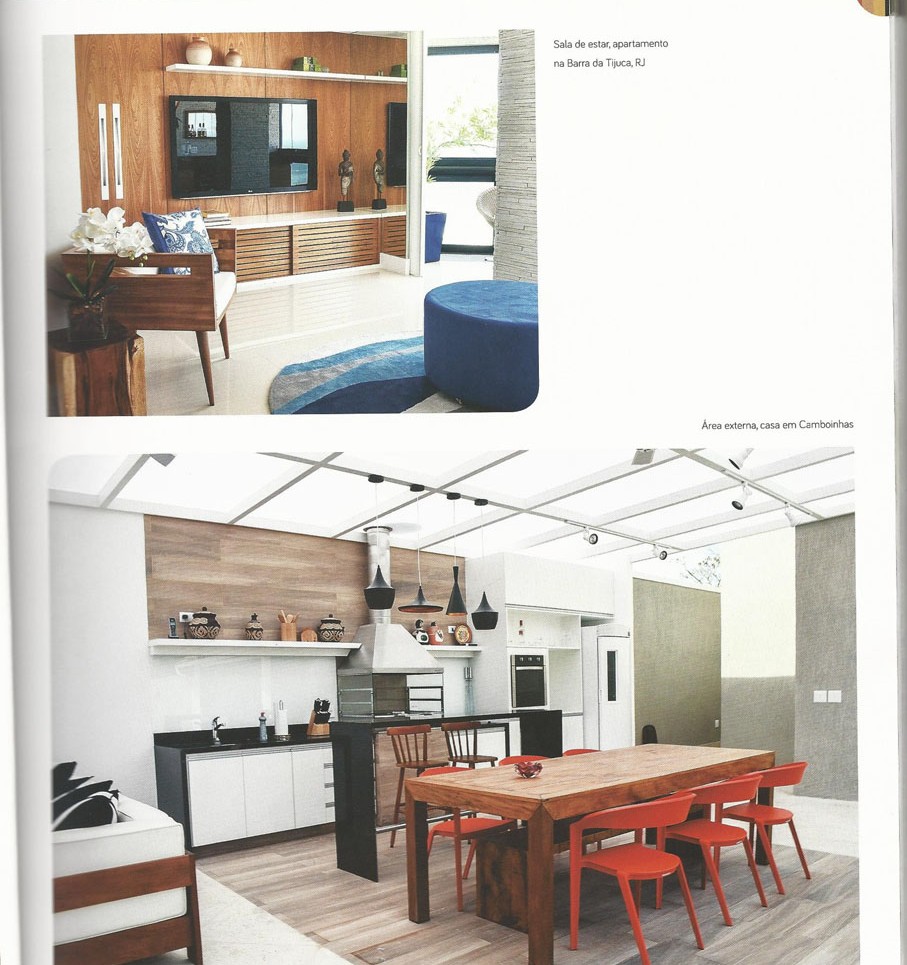 Sala de estar, apartamento
na Barra da Tijuca, RJ
Área externa, casa em Camboinhas